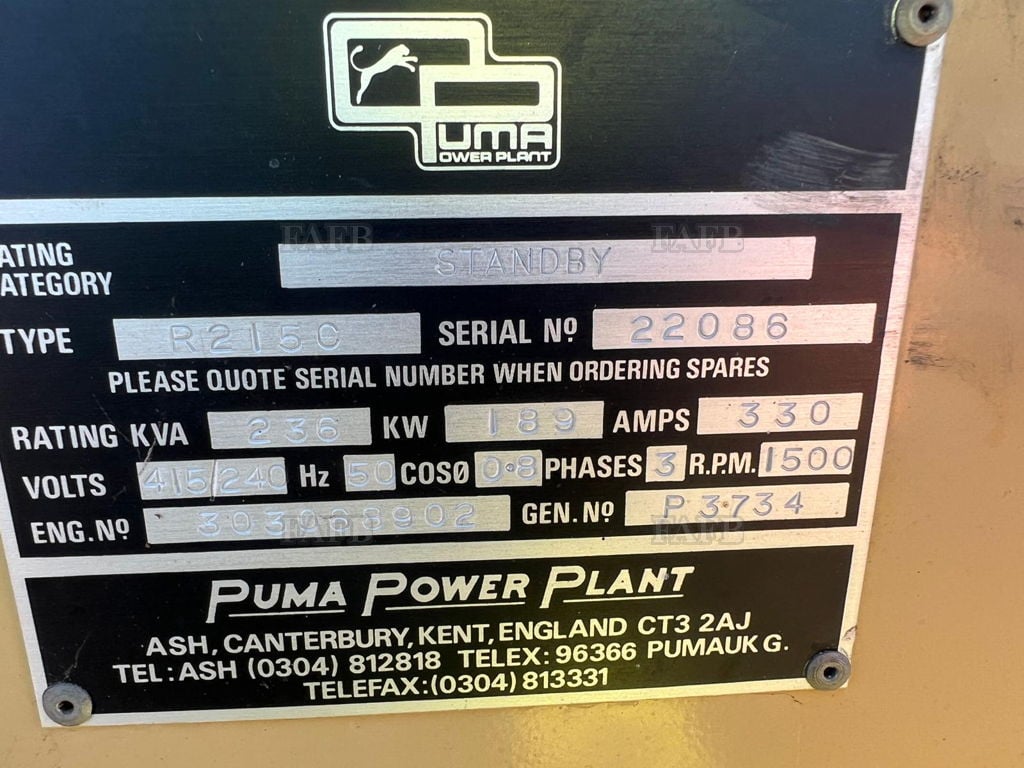 PUMA
POWER PLANT
ATING
ATEGORY
STANDBY
TYPE R215C SERIAL Nº 22086
PLEASE QUOTE SERIAL NUMBER WHEN ORDERING SPARES
RATING KVA 236 KW 189 AMPS 330
VOLTS 415/240 Hz 50 COSØ 0·8 PHASES 3 R.P.M. 1500
ENG.Nº GEN.Nº P3734
PUMA POWER PLANT
ASH, CANTERBURY, KENT, ENGLAND CT3 2AJ
TEL: ASH (0304) 812818 TELEX: 96366 PUMAUK G.
TELEFAX: (0304) 813331